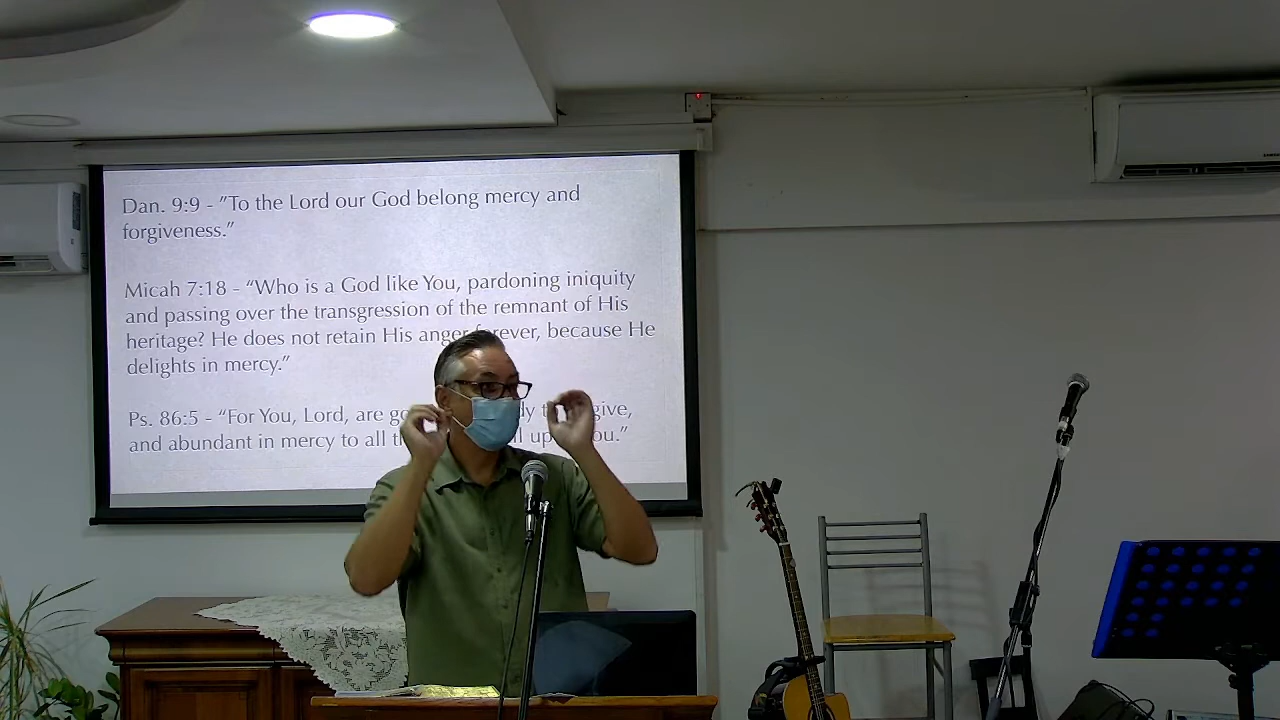 Dan. 9:9 - "To the Lord our God belong mercy and
forgiveness."
Micah 7:18 - "Who is a God like You, pardoning iniquity
and passing over the transgression of the remnant of His
heritage? He does not retain His anger forever, because He
delights in mercy."
Ps. 86:5 - "For You, Lord, are
and abundant in mercy to all